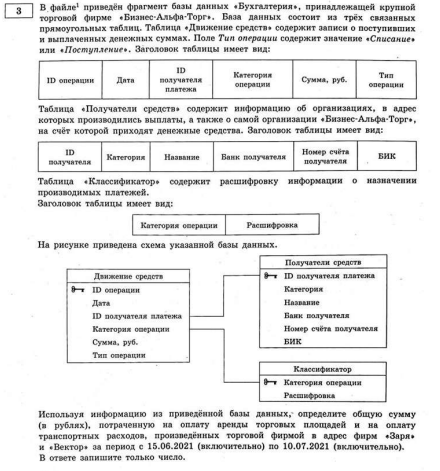 3
В файле¹ приведён фрагмент базы данных «Бухгалтерия», принадлежащей крупной
торговой фирме «Бизнес-Альфа-Торг». База данных состоит из трёх связанных
прямоугольных таблиц. Таблица «Движение средств» содержит записи о поступивших
и выплаченных денежных суммах. Поле Тип операции содержит значение «Списание»
или «Поступление». Заголовок таблицы имеет вид:
ID операции Дата ID получателя платежа Категория операции Сумма, руб. Тип операции
Таблица «Получатели средств» содержит информацию об организациях, в адрес
которых производились выплаты, а также о самой организации «Бизнес-Альфа-Торг»,
на счёт которой приходят денежные средства. Заголовок таблицы имеет вид:
ID получателя Категория Название Банк получателя Номер счёта получателя БИК
Таблица «Классификатор» содержит расшифровку информации о назначении
производимых платежей.
Заголовок таблицы имеет вид:
Категория операции Расшифровка
На рисунке приведена схема указанной базы данных.
Движение средств
ID операции
Дата
ID получателя платежа
Категория операции
Сумма, руб.
Тип операции
Получатели средств
ID получателя платежа
Категория
Название
Банк получателя
Номер счёта получателя
БИК
Классификатор
Категория операции
Расшифровка
Используя информацию из приведённой базы данных, определите общую сумму
(в рублях), потраченную на оплату аренды торговых площадей и на оплату
транспортных расходов, произведённых торговой фирмой в адрес фирм «Заря»
и «Вектор» за период с 15.06.2021 (включительно) по 10.07.2021 (включительно).
В ответе запишите только число.